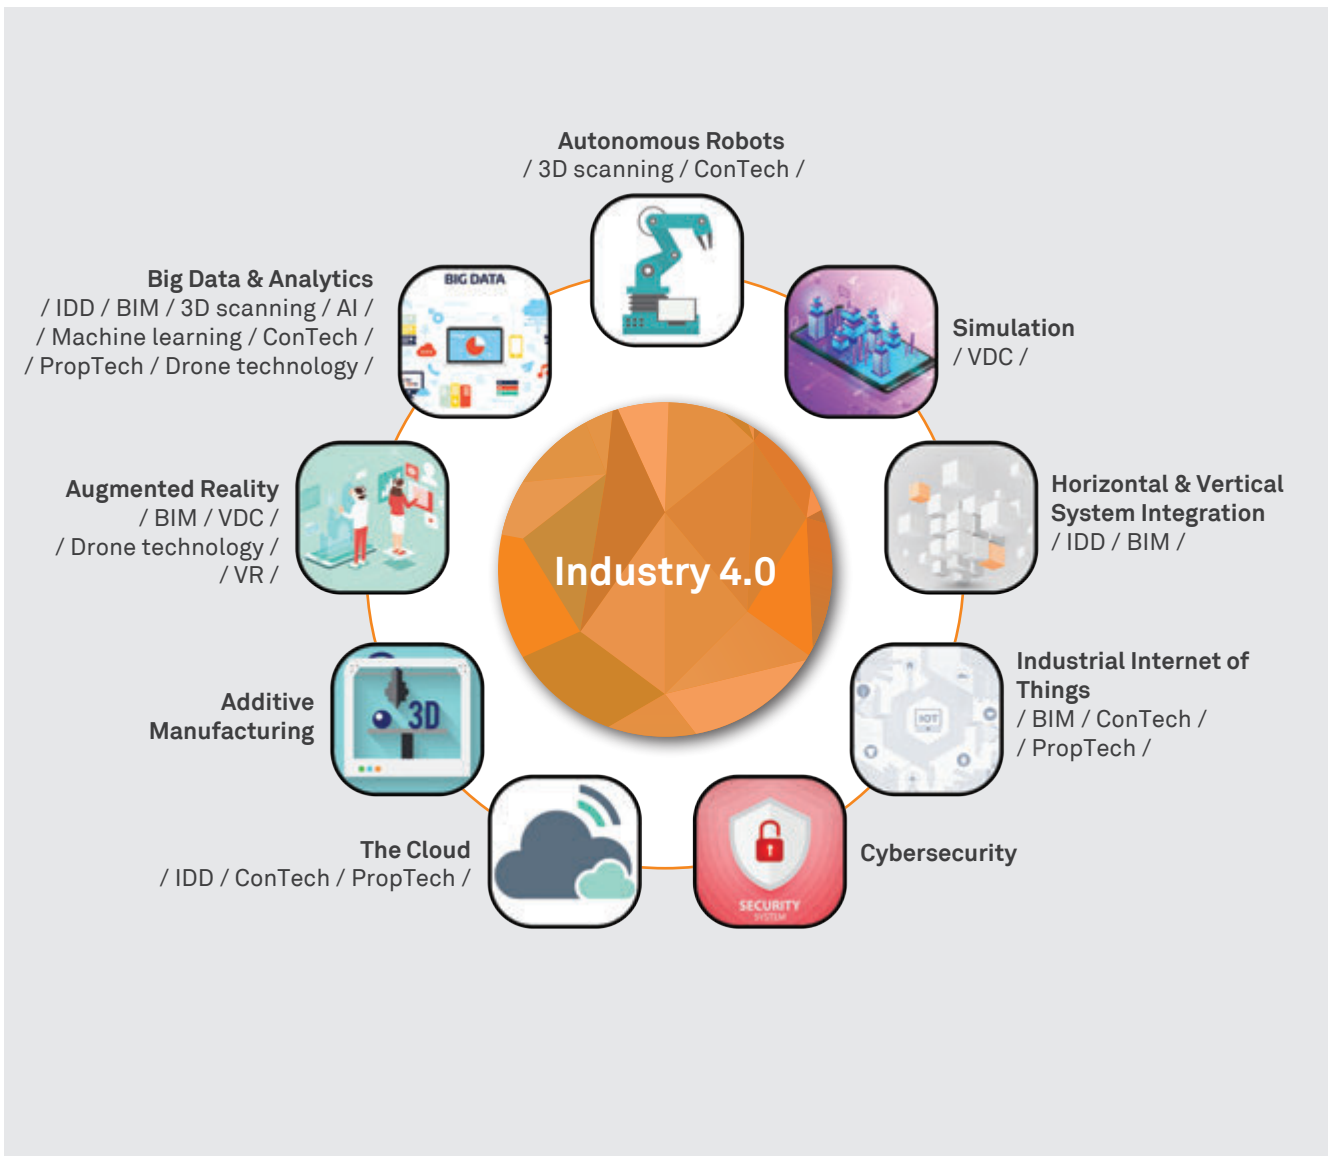 Autonomous Robots
/ 3D scanning / ConTech /
Big Data & Analytics
/ IDD / BIM / 3D scanning / AI /
/ Machine learning / ConTech /
/ PropTech / Drone technology /
BIG DATA
Simulation
/ VDC /
Augmented Reality
/ BIM / VDC /
/ Drone technology /
/ VR /
Horizontal & Vertical
System Integration
/ IDD / BIM /
Industry 4.0
Additive
Manufacturing
3D
Industrial Internet of
Things
/ BIM / ConTech /
/ PropTech /
IOT
The Cloud
/ IDD / ConTech / PropTech /
Cybersecurity
SECURITY
SYSTEM